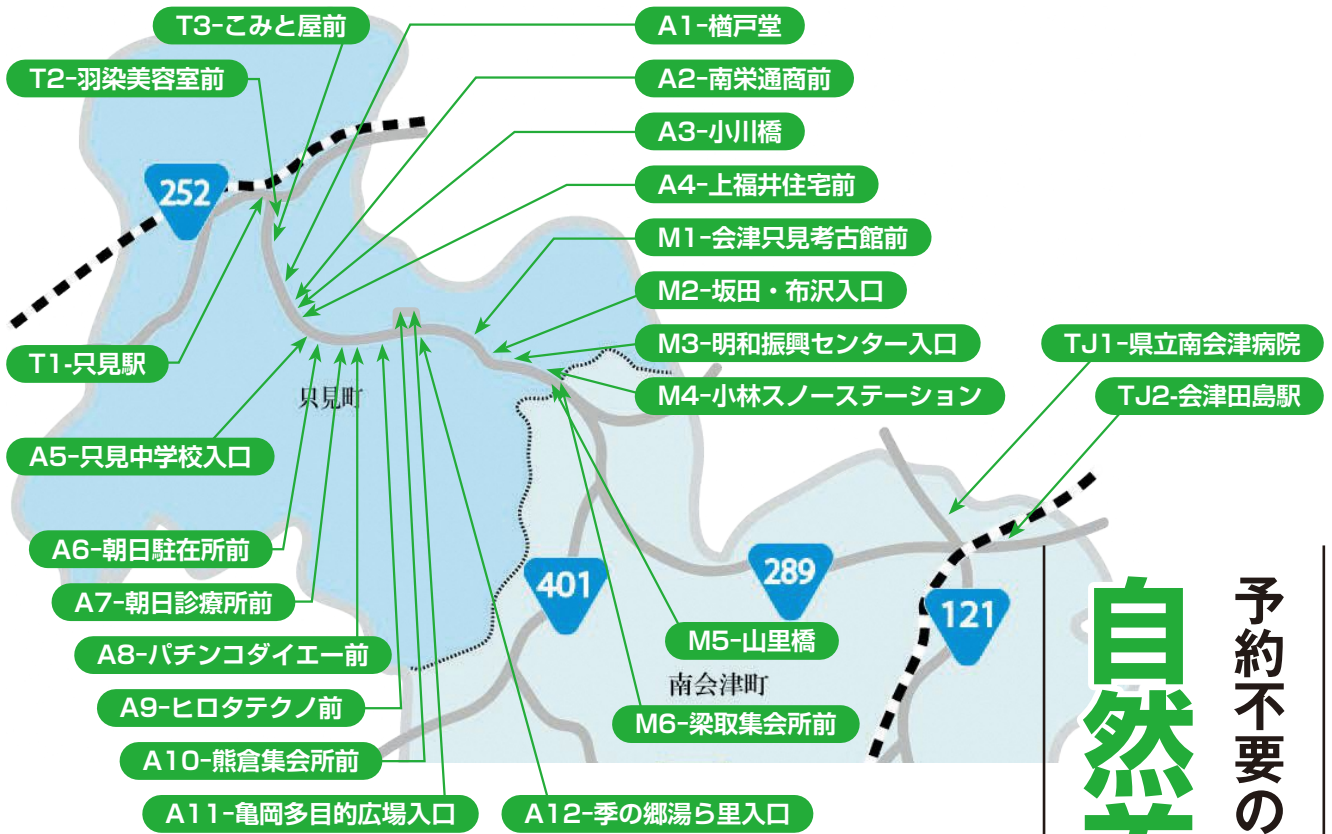 T3-こみと屋前
T2-羽染美容室前
A1-楢戸堂
A2-南栄通商前
A3-小川橋
A4-上福井住宅前
M1-会津只見考古館前
M2-坂田・布沢入口
M3-明和振興センター入口
M4-小林スノーステーション
TJ1-県立南会津病院
TJ2-会津田島駅
252
T1-只見駅
只見町
A5-只見中学校入口
A6-朝日駐在所前
A7-朝日診療所前
A8-パチンコダイエー前
A9-ヒロタテクノ前
A10-熊倉集会所前
A11-亀岡多目的広場入口
A12-季の郷湯ら里入口
401
289
121
M5-山里橋
南会津町
M6-梁取集会所前
予約不要の
自然